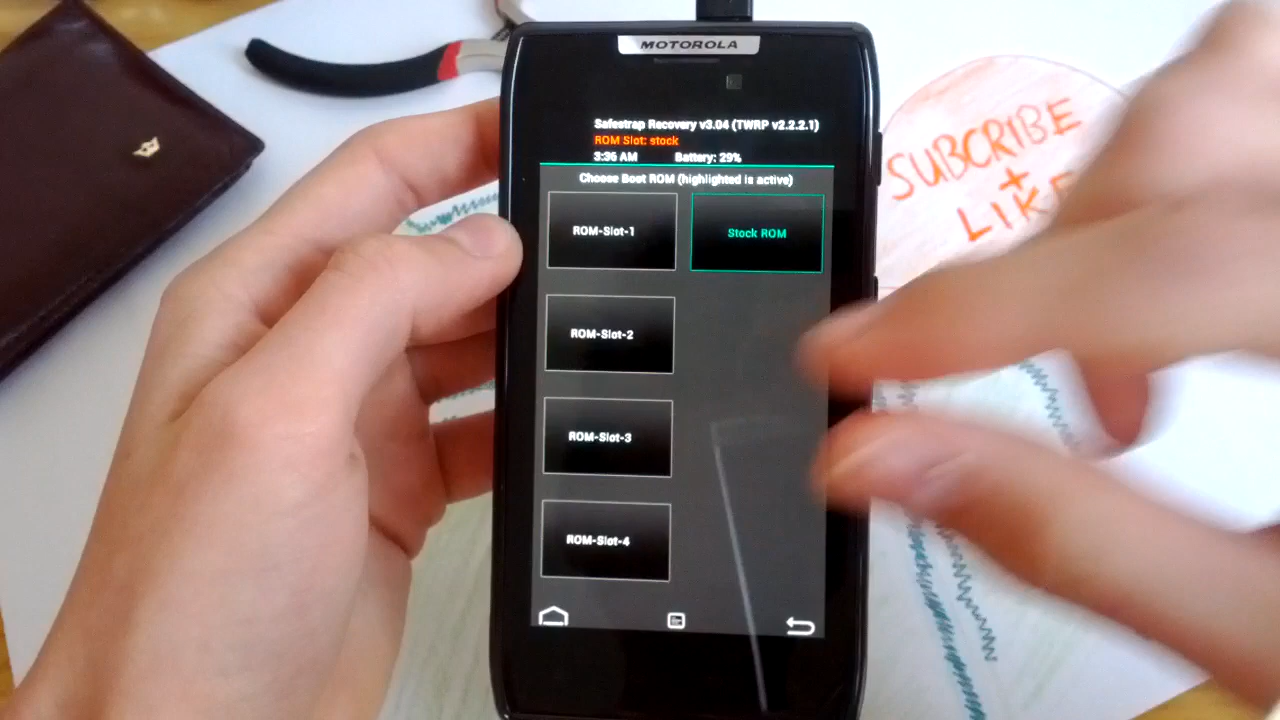 MOTOROLA
Safestrap Recovery v3.04 (TWRP v2.2.2.1)
ROM Slot: stock
3:36 AM Battery: 29%
Choose Boot ROM (highlighted is active)
ROM-Slot-1 Stock ROM
ROM-Slot-2
ROM-Slot-3
ROM-Slot-4
SUBCRIBE
+
LIKE